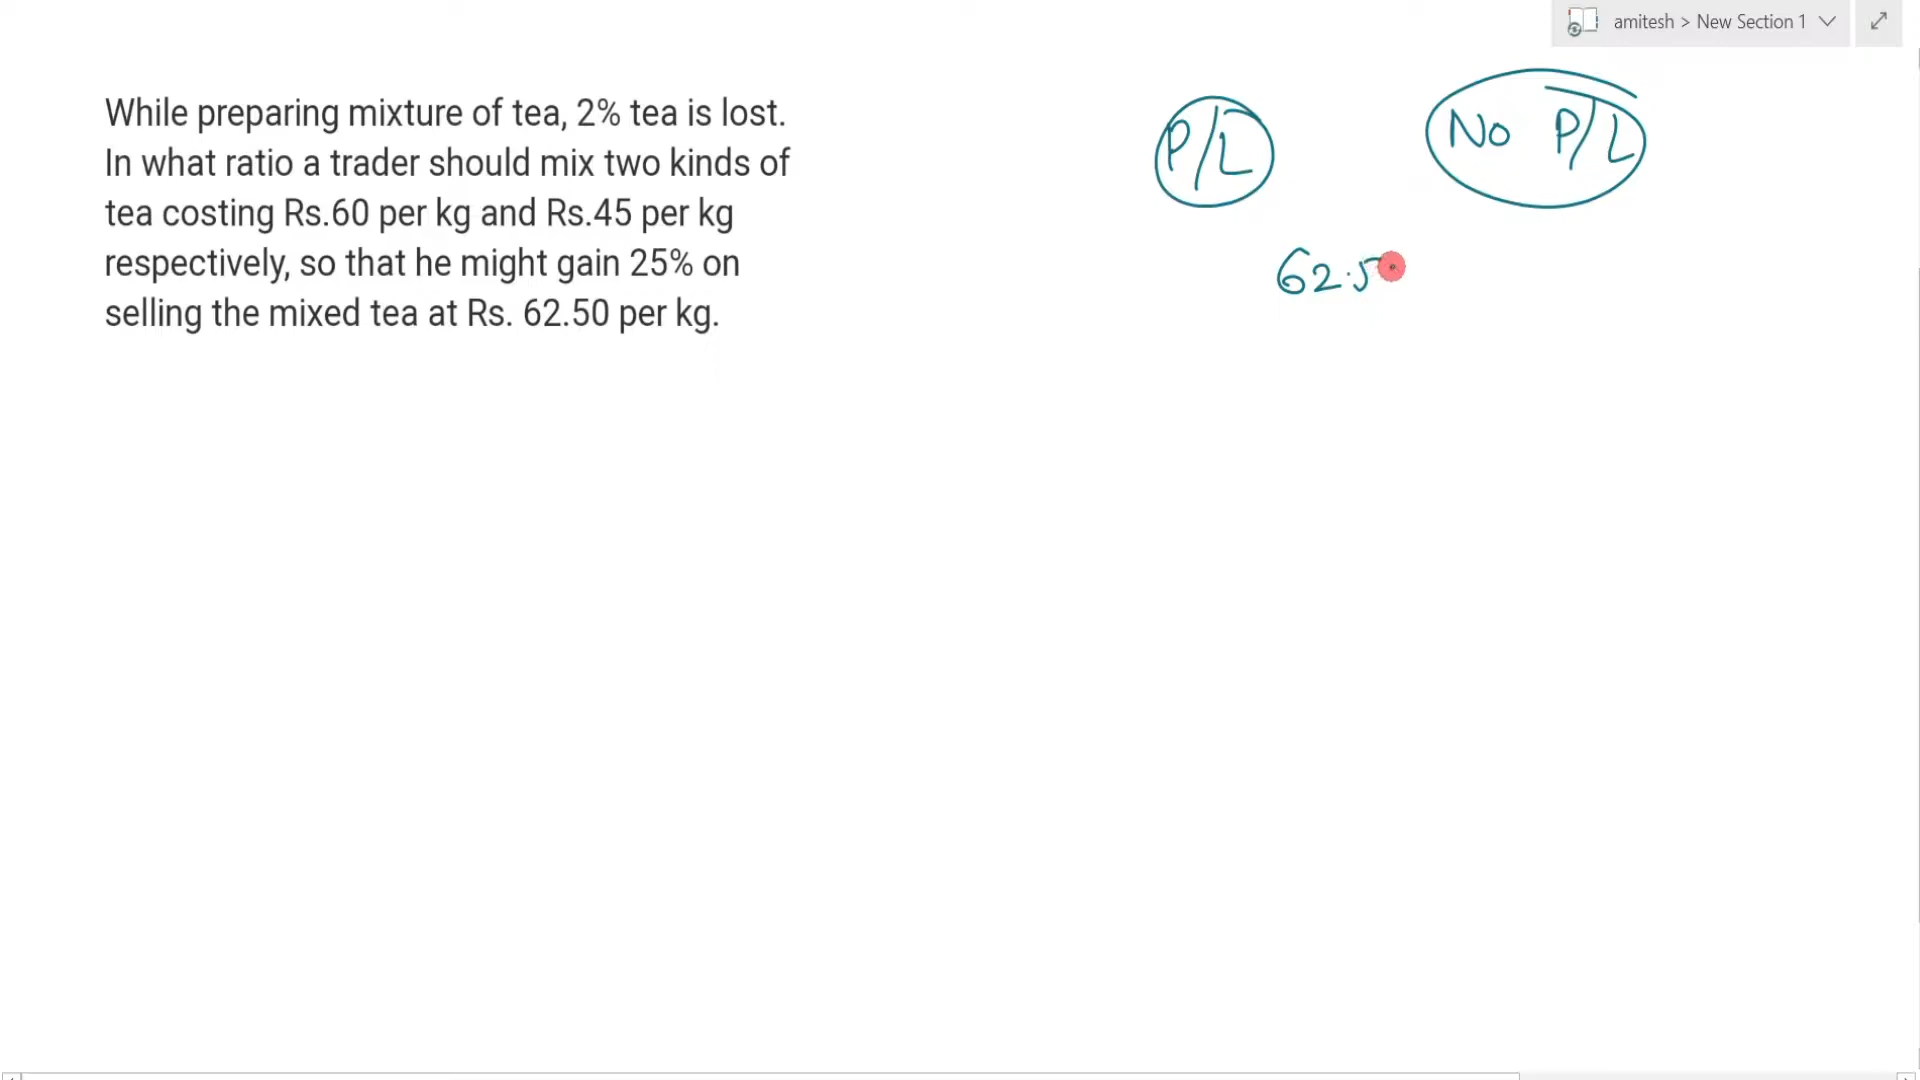 amitesh > New Section 1
While preparing mixture of tea, 2% tea is lost.
In what ratio a trader should mix two kinds of
tea costing Rs.60 per kg and Rs.45 per kg
respectively, so that he might gain 25% on
selling the mixed tea at Rs. 62.50 per kg.
P/L
No P/L
62.5